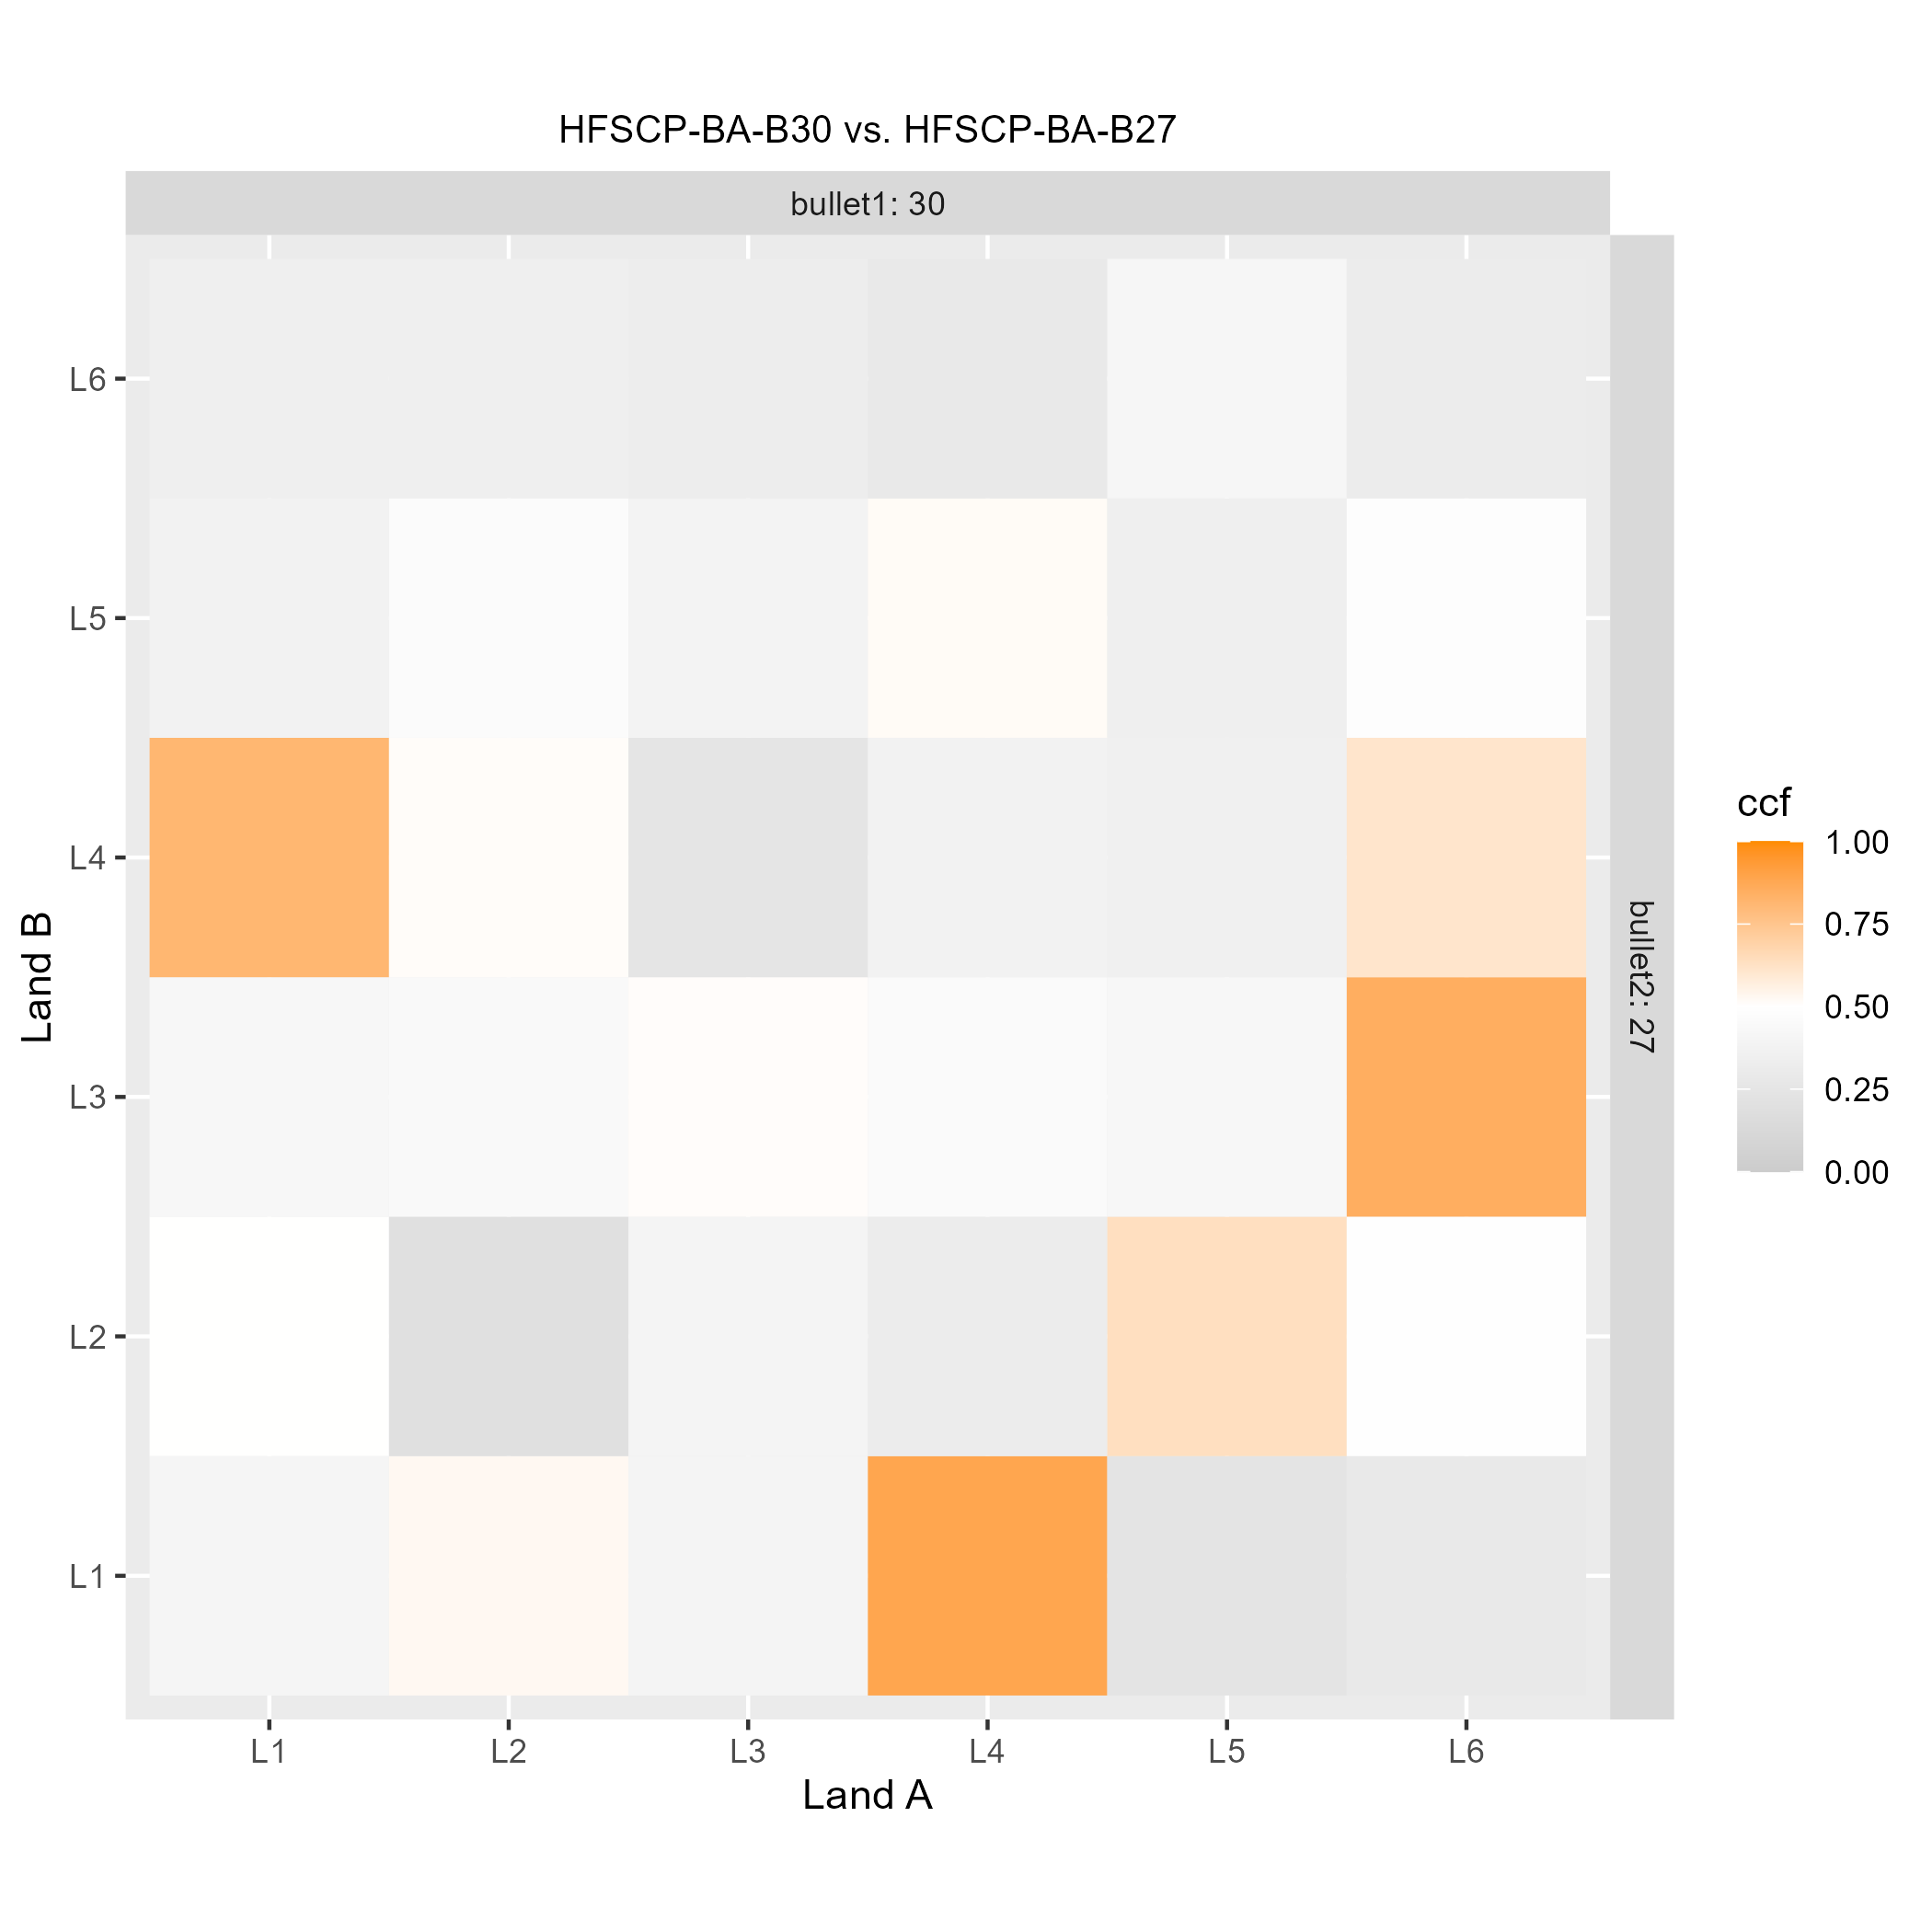 HFSCP-BA-B30 vs. HFSCP-BA-B27
bullet1: 30
L6
L5
L4
L3
L2
L1
Land B
bullet2: 27
L1 L2 L3 L4 L5 L6
Land A
ccf
1.00
0.75
0.50
0.25
0.00